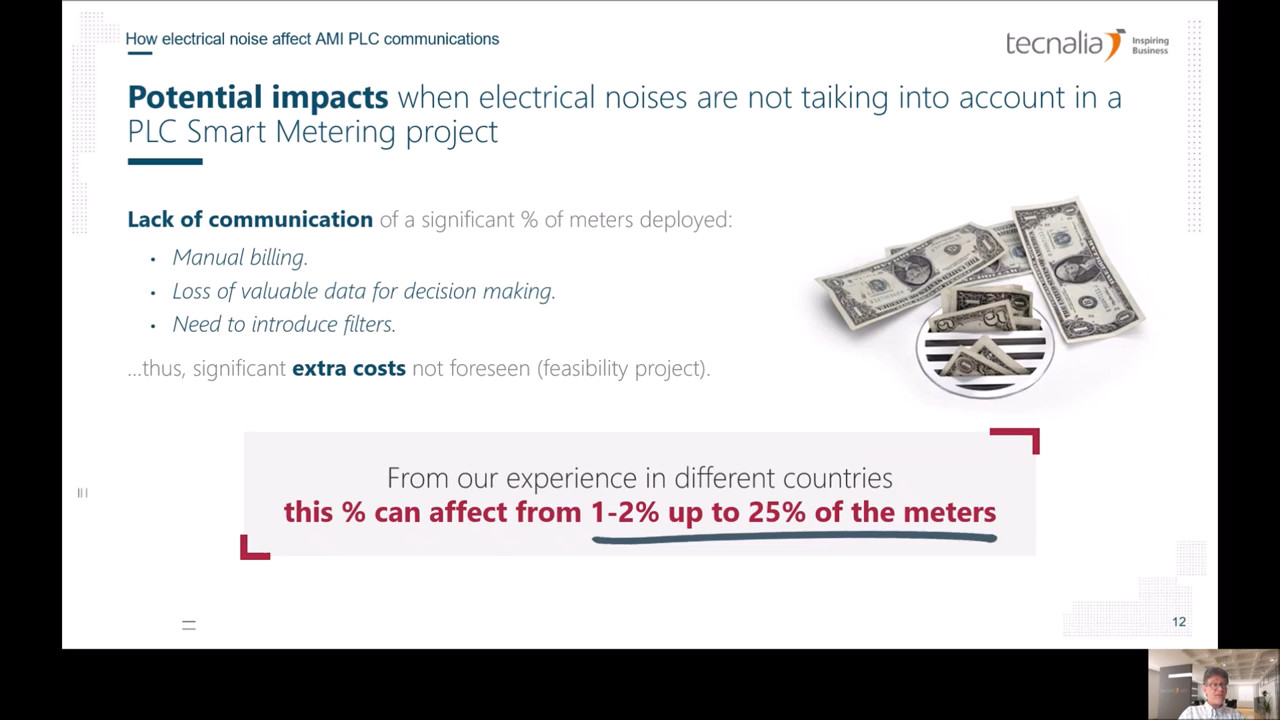 How electrical noise affect AMI PLC communications
tecnalia Inspiring
Business
Potential impacts when electrical noises are not taiking into account in a
PLC Smart Metering project
Lack of communication of a significant % of meters deployed:
• Manual billing.
• Loss of valuable data for decision making.
• Need to introduce filters.
...thus, significant extra costs not foreseen (feasibility project).
From our experience in different countries
this % can affect from 1-2% up to 25% of the meters
12